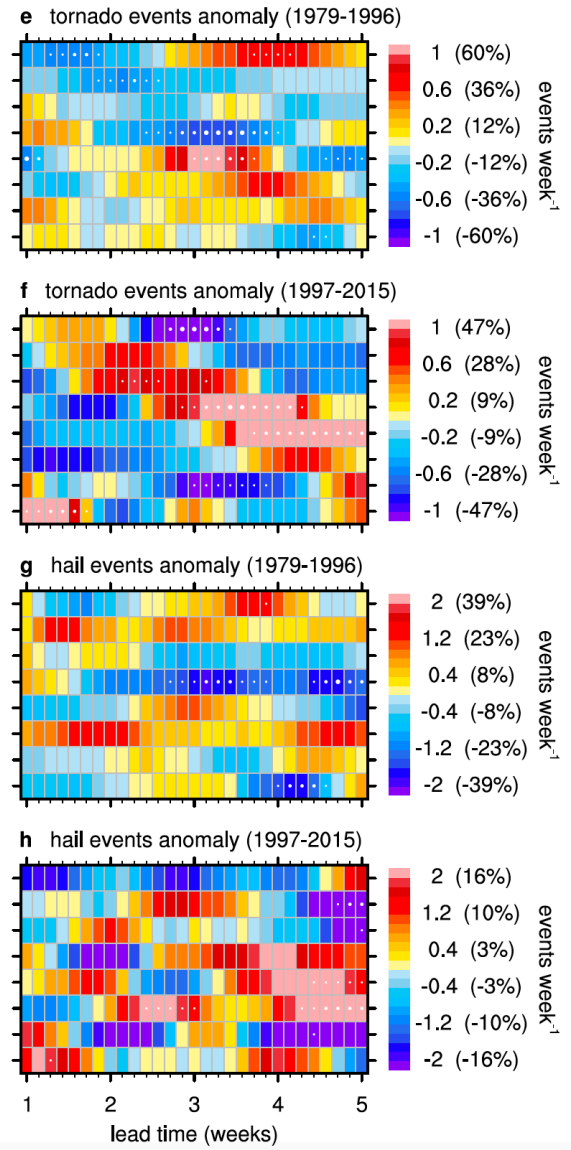 e tornado events anomaly (1979-1996)
1 (60%)
0.6 (36%)
0.2 (12%)
-0.2 (-12%)
-0.6 (-36%)
-1 (-60%)
events week⁻¹
f tornado events anomaly (1997-2015)
1 (47%)
0.6 (28%)
0.2 (9%)
-0.2 (-9%)
-0.6 (-28%)
-1 (-47%)
events week⁻¹
g hail events anomaly (1979-1996)
2 (39%)
1.2 (23%)
0.4 (8%)
-0.4 (-8%)
-1.2 (-23%)
-2 (-39%)
events week⁻¹
h hail events anomaly (1997-2015)
2 (16%)
1.2 (10%)
0.4 (3%)
-0.4 (-3%)
-1.2 (-10%)
-2 (-16%)
events week⁻¹
1 2 3 4 5
lead time (weeks)